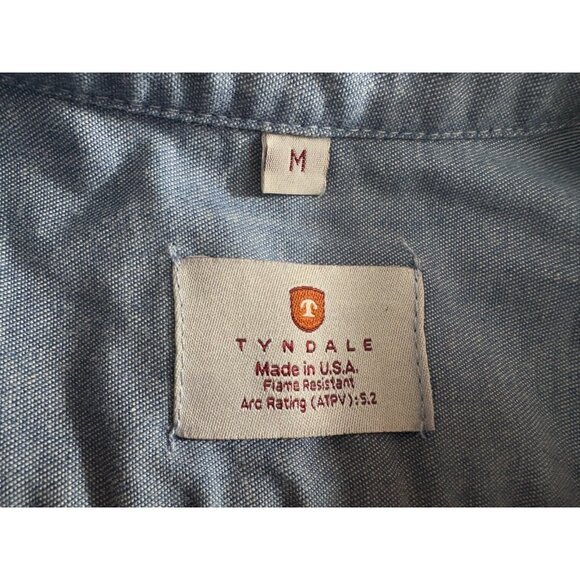 M
T
TYNDALE
Made in U.S.A.
Flame Resistant
Arc Rating (ATPV):5.2